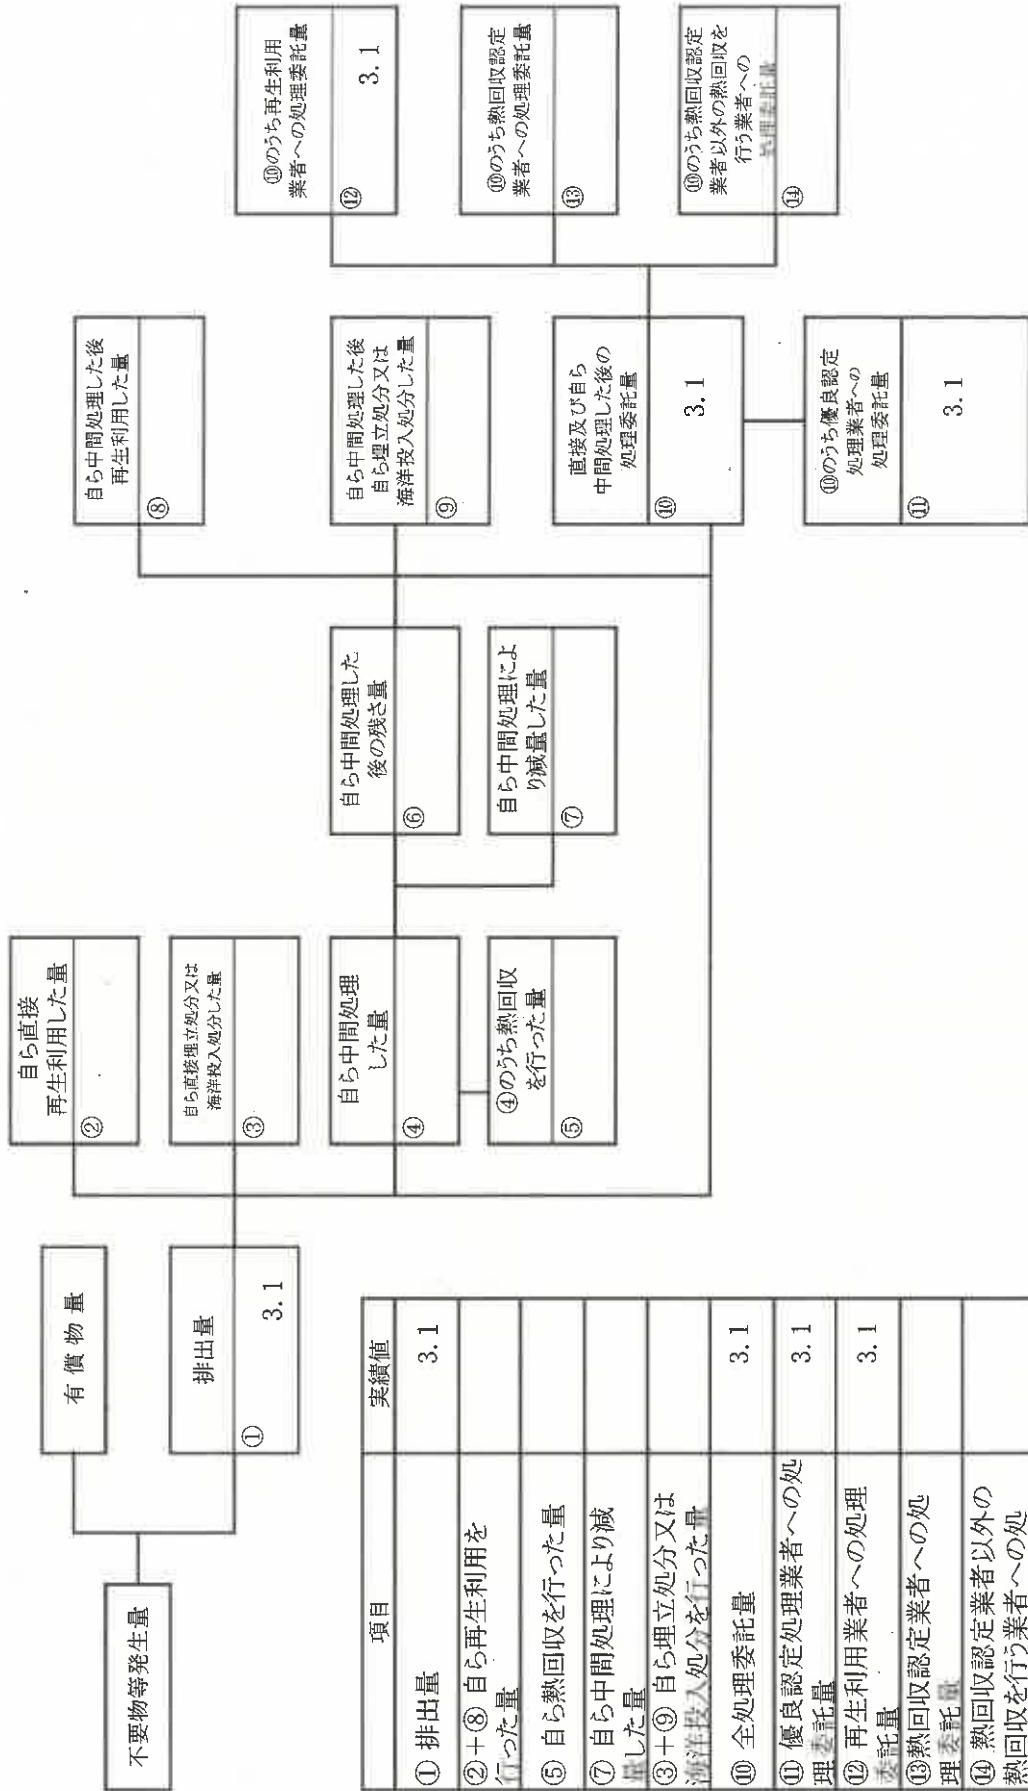 不要物等発生量
有償物量
排出量
①
3.1
自ら直接
再生利用した量
②
自ら直接埋立処分又は
海洋投入処分した量
③
自ら中間処理
した量
④
④のうち熱回収
を行った量
⑤
自ら中間処理した
後の残さ量
⑥
自ら中間処理によ
り減量した量
⑦
自ら中間処理した後
再生利用した量
⑧
自ら中間処理した後
自ら埋立処分又は
海洋投入処分した量
⑨
直接及び自ら
中間処理した後の
処理委託量
⑩
3.1
⑩のうち優良認定
処理業者への
処理委託量
⑪
3.1
⑩のうち再生利用
業者への処理委託量
⑫
3.1
⑩のうち熱回収認定
業者への処理委託量
⑬
⑩のうち熱回収認定
業者以外の熱回収を
行う業者への
処理委託量
⑭
項目 実績値
① 排出量 3.1
②+⑧ 自ら再生利用を
行った量
⑤ 自ら熱回収を行った量
⑦ 自ら中間処理により減
量した量
③+⑨ 自ら埋立処分又は
海洋投入処分を行った量
⑩ 全処理委託量 3.1
⑪ 優良認定処理業者への処
理委託量 3.1
⑫ 再生利用業者への処理
委託量 3.1
⑬熱回収認定業者への処
理委託量
⑭ 熱回収認定業者以外の
熱回収を行う業者への処